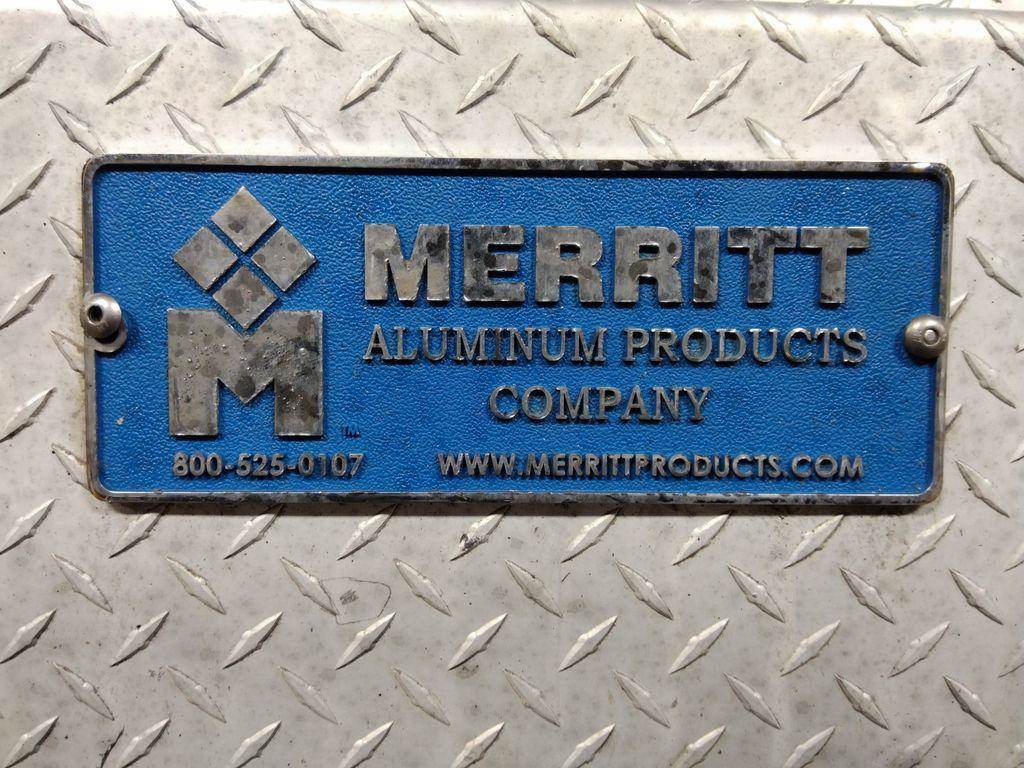 M
MERRITT
ALUMINUM PRODUCTS
COMPANY
800-525-0107
WWW.MERRITTPRODUCTS.COM